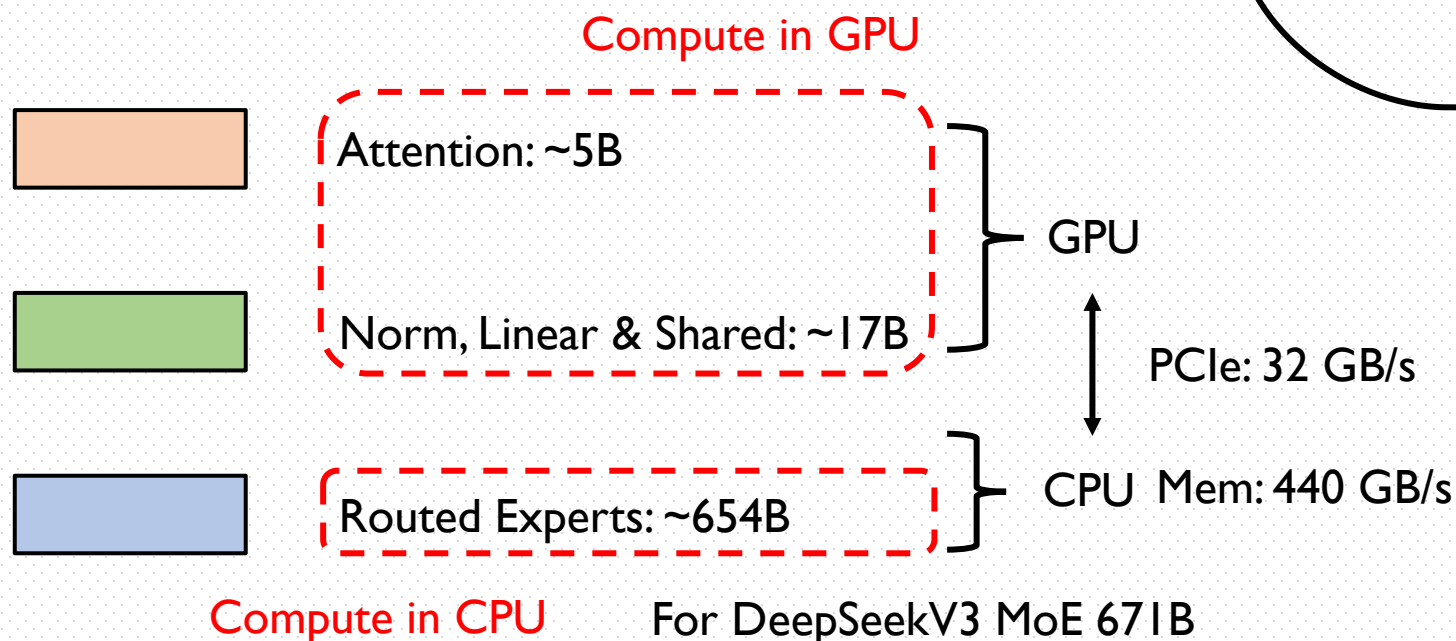 Compute in GPU
Attention: ~5B
GPU
Norm, Linear & Shared: ~17B
PCIe: 32 GB/s
Routed Experts: ~654B
CPU Mem: 440 GB/s
Compute in CPU
For DeepSeekV3 MoE 671B